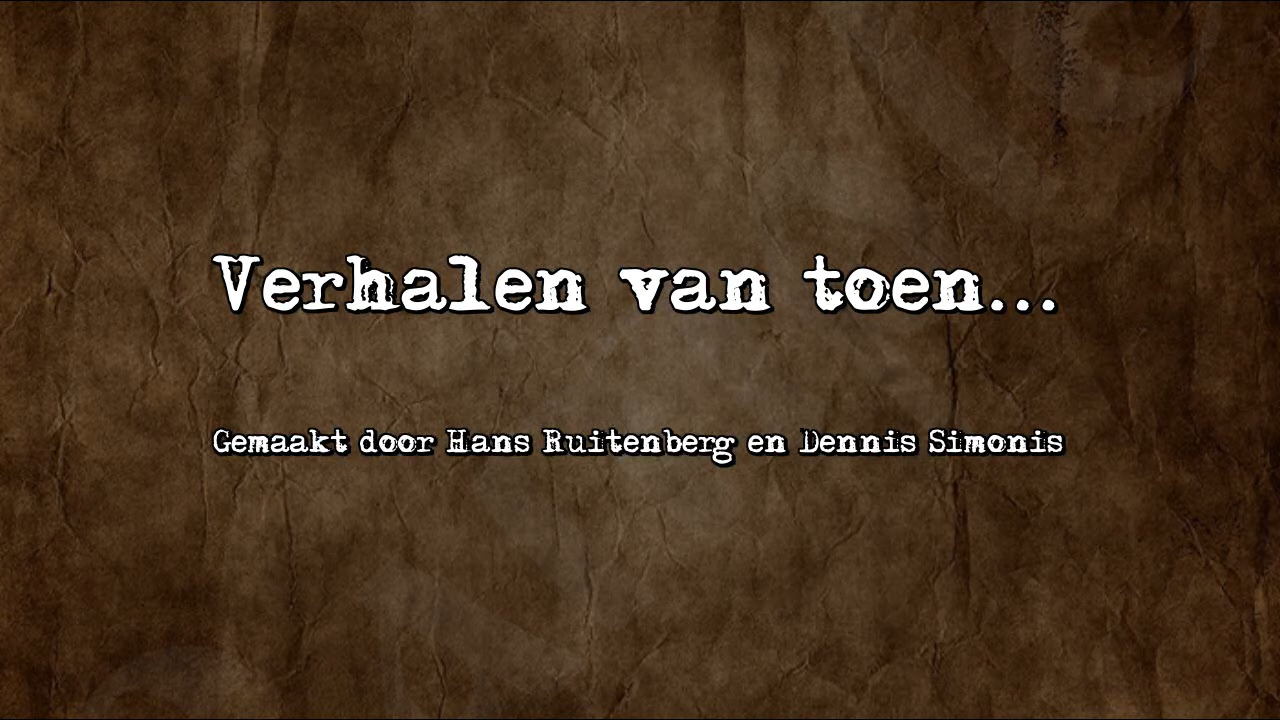 Verhalen van toen...
Gemaakt door Hans Ruitenberg en Dennis Simonis